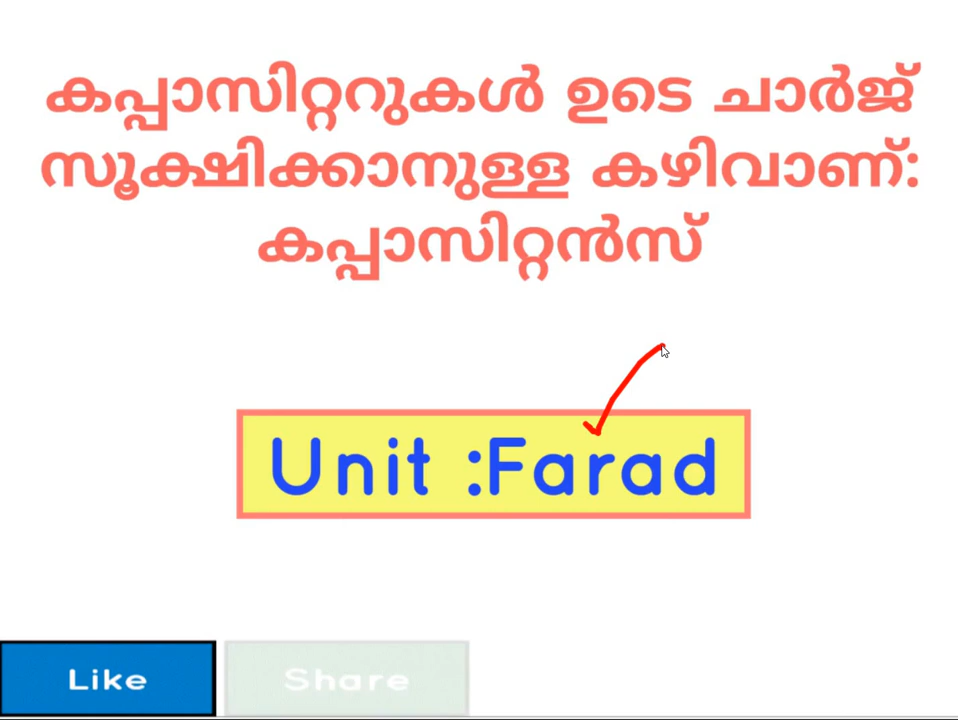 കപ്പാസിറ്ററുകൾ ഉടെ ചാർജ്
സൂക്ഷിക്കാനുള്ള കഴിവാണ്:
കപ്പാസിറ്റൻസ്
Unit :Farad
Like Share